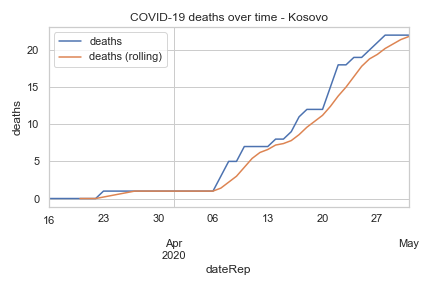 COVID-19 deaths over time - Kosovo
deaths
deaths (rolling)
deaths
20
15
10
5
0
16 23 30 06 13 20 27
Apr May
2020
dateRep